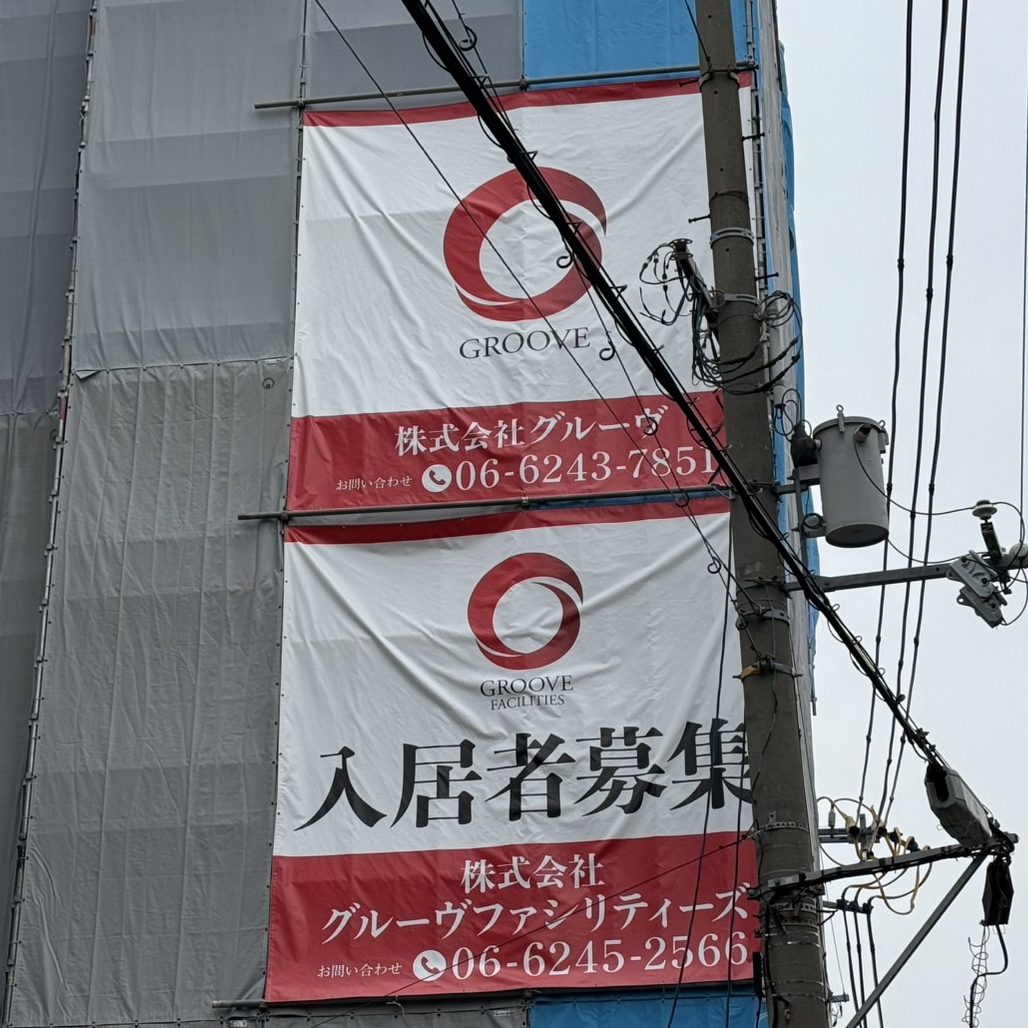 GROOVE
株式会社グルーヴ
お問い合わせ 06-6243-7851
GROOVE
FACILITIES
入居者募集
株式会社
グルーヴファシリティーズ
お問い合わせ 06-6245-2566